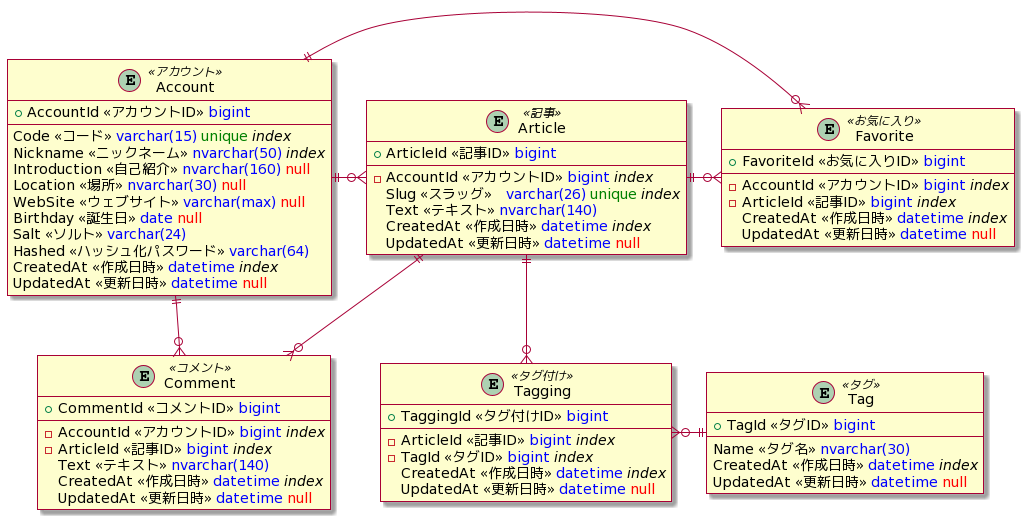 E «アカウント»
Account
AccountId «アカウントID» bigint
Code «コード» varchar(15) unique index
Nickname «ニックネーム» nvarchar(50) index
Introduction «自己紹介» nvarchar(160) null
Location «場所» nvarchar(30) null
WebSite «ウェブサイト» varchar(max) null
Birthday «誕生日» date null
Salt «ソルト» varchar(24)
Hashed «ハッシュ化パスワード» varchar(64)
CreatedAt «作成日時» datetime index
UpdatedAt «更新日時» datetime null
E «記事»
Article
ArticleId «記事ID» bigint
AccountId «アカウントID» bigint index
Slug «スラッグ» varchar(26) unique index
Text «テキスト» nvarchar(140)
CreatedAt «作成日時» datetime index
UpdatedAt «更新日時» datetime null
E «お気に入り»
Favorite
FavoriteId «お気に入りID» bigint
AccountId «アカウントID» bigint index
ArticleId «記事ID» bigint index
CreatedAt «作成日時» datetime index
UpdatedAt «更新日時» datetime null
E «コメント»
Comment
CommentId «コメントID» bigint
AccountId «アカウントID» bigint index
ArticleId «記事ID» bigint index
Text «テキスト» nvarchar(140)
CreatedAt «作成日時» datetime index
UpdatedAt «更新日時» datetime null
E «タグ付け»
Tagging
TaggingId «タグ付けID» bigint
ArticleId «記事ID» bigint index
TagId «タグID» bigint index
CreatedAt «作成日時» datetime index
UpdatedAt «更新日時» datetime null
E «タグ»
Tag
TagId «タグID» bigint
Name «タグ名» nvarchar(30)
CreatedAt «作成日時» datetime index
UpdatedAt «更新日時» datetime null